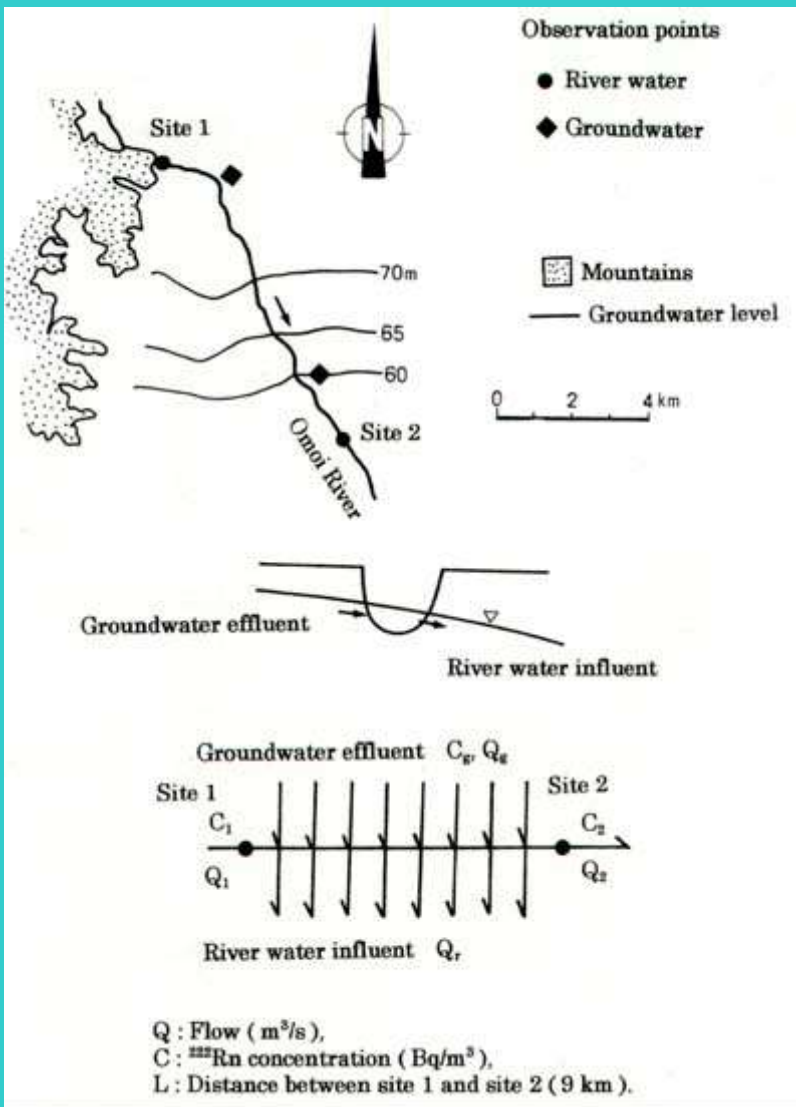 Observation points
River water
Groundwater
Site 1
N
70m
Mountains
65
Groundwater level
60
0 2 4 km
Site 2
Omoi River
Groundwater effluent
River water influent
Groundwater effluent Cg, Qg
Site 1
Site 2
C₁
C₂
Q₁
Q₂
River water influent Qr
Q : Flow ( m³/s ),
C : ²²²Rn concentration ( Bq/m³ ),
L : Distance between site 1 and site 2 ( 9 km ).